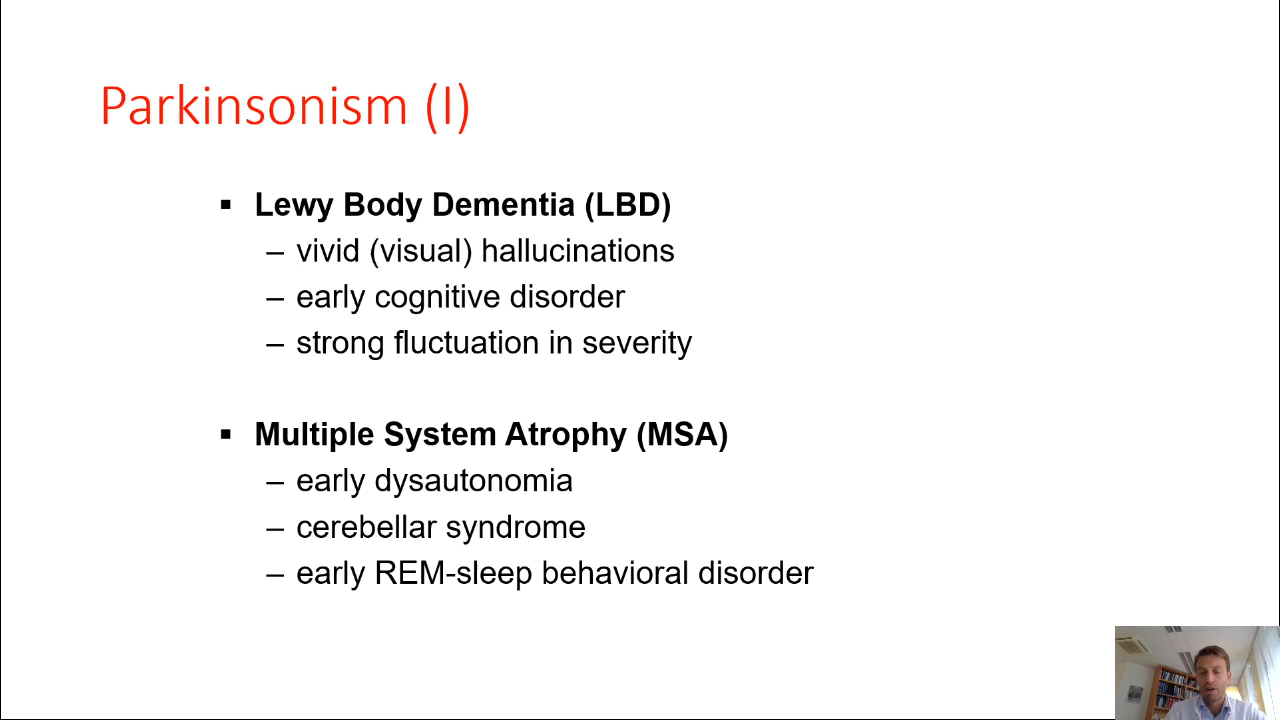 Parkinsonism (I)
▪ Lewy Body Dementia (LBD)
– vivid (visual) hallucinations
– early cognitive disorder
– strong fluctuation in severity
▪ Multiple System Atrophy (MSA)
– early dysautonomia
– cerebellar syndrome
– early REM-sleep behavioral disorder